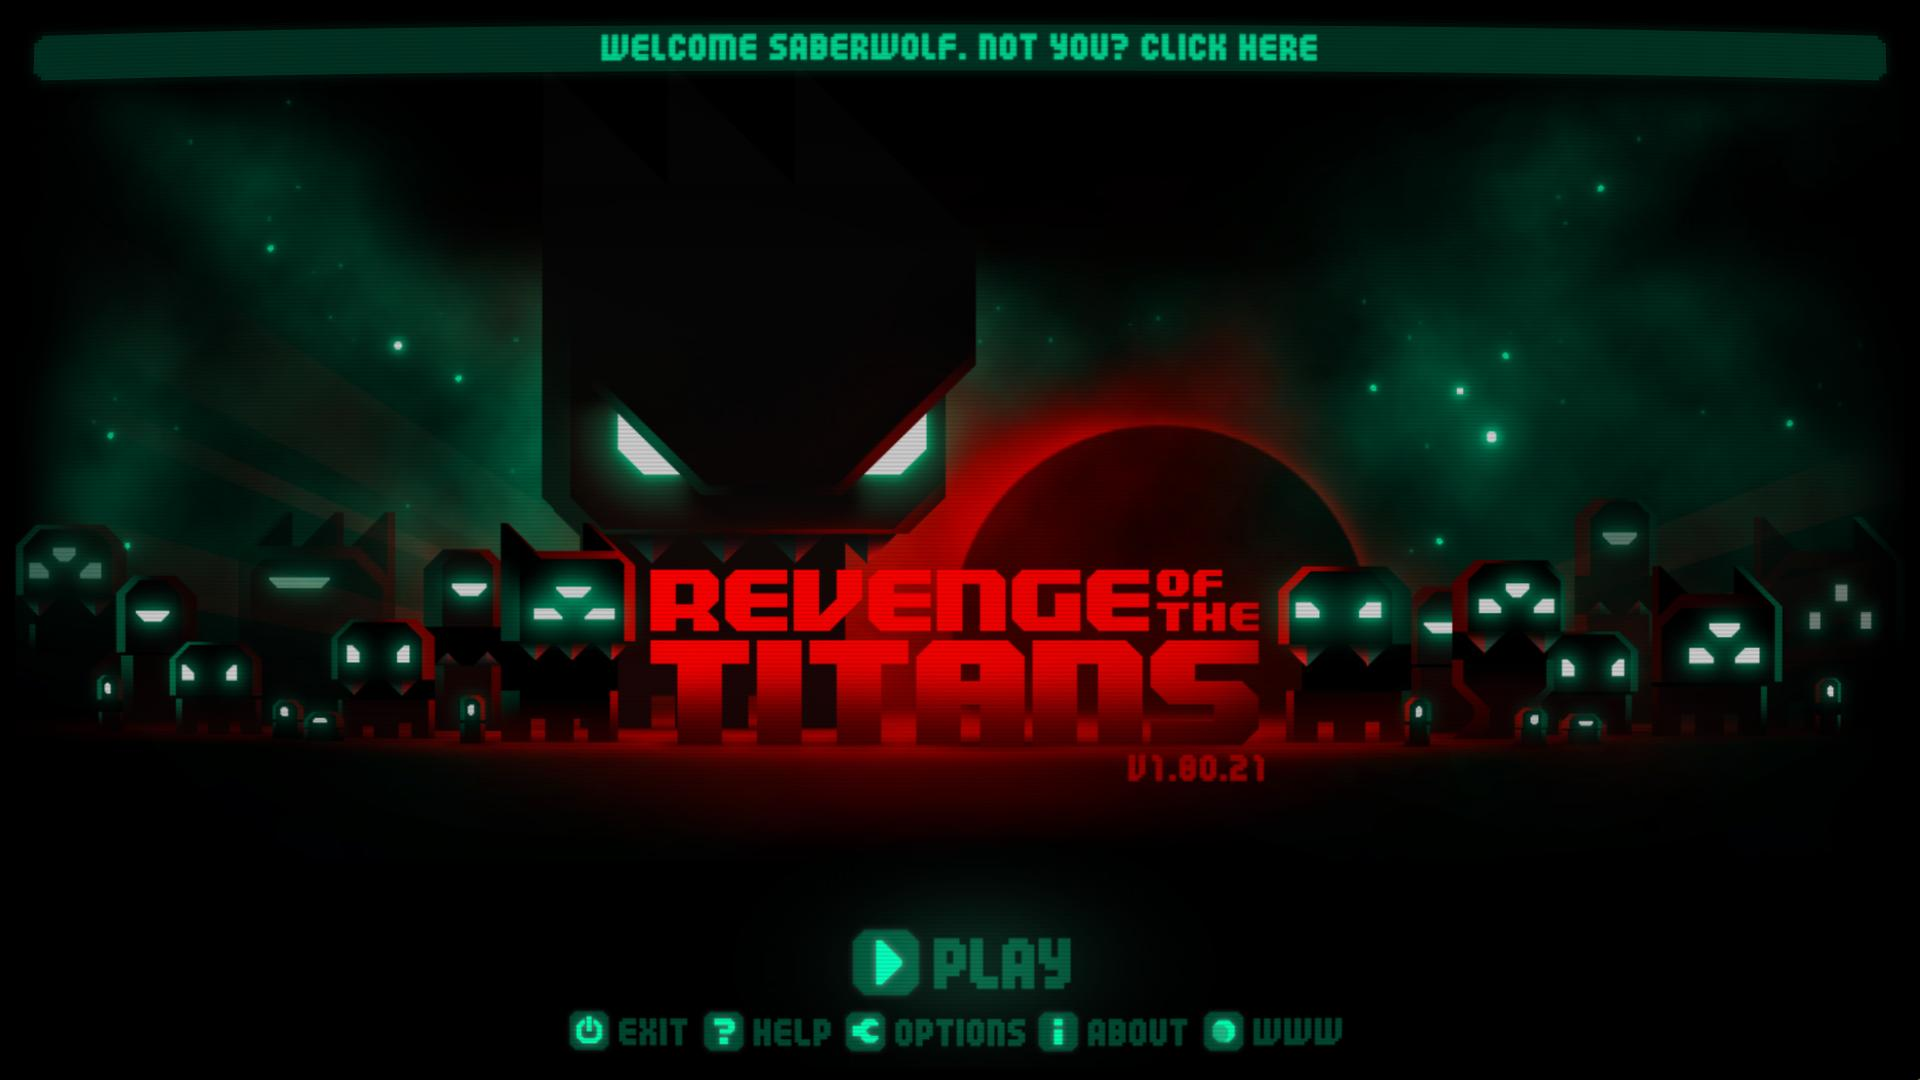 WELCOME SABERWOLF. NOT YOU? CLICK HERE
REVENGE OF THE
TITANS
V1.80.21
PLAY
EXIT HELP OPTIONS ABOUT WWW